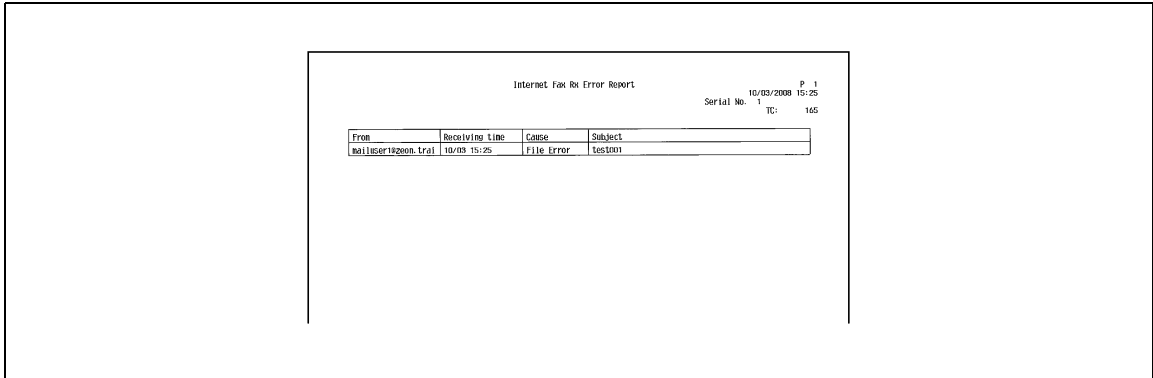 Internet Fax Rx Error Report
P 1
10/03/2008 15:25
Serial No. 1
TC: 165
From Receiving time Cause Subject
mailuser1@zeon.trai 10/03 15:25 File Error test001